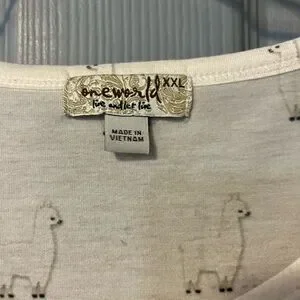 oneworld XXL
live and let live
MADE IN
VIETNAM